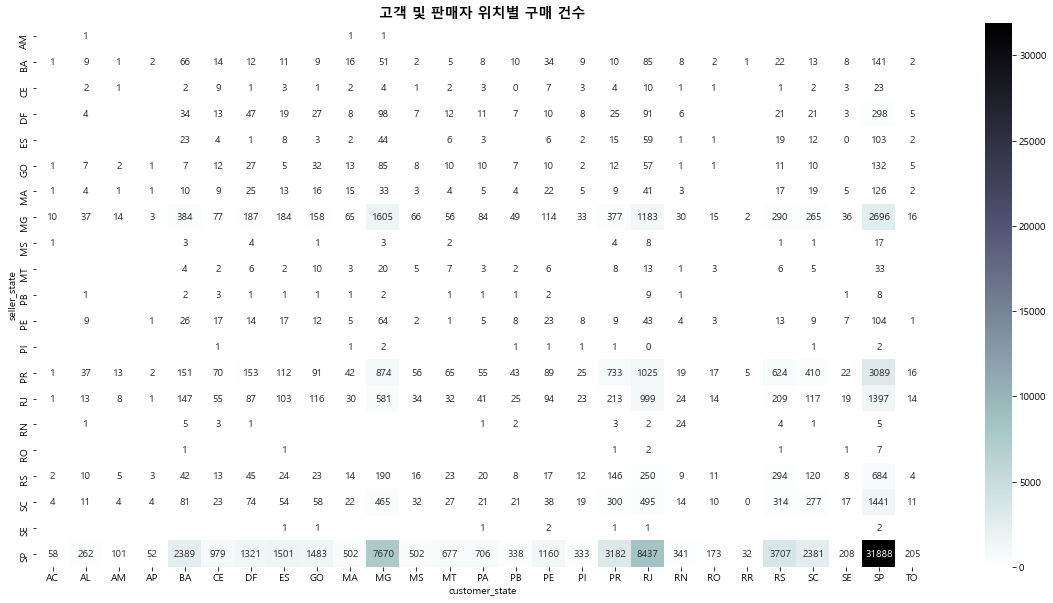 고객 및 판매자 위치별 구매 건수
AM 1 1 1
BA 1 9 1 2 66 14 12 11 9 16 51 2 5 8 10 34 9 10 85 8 2 1 22 13 8 141 2
CE 2 1 2 9 1 3 1 2 4 1 2 3 0 7 3 4 10 1 1 1 2 3 23
DF 4 34 13 47 19 27 8 98 7 12 11 7 10 8 25 91 6 21 21 3 298 5
ES 23 4 1 8 3 2 44 6 3 6 2 15 59 1 1 19 12 0 103 2
GO 1 7 2 1 7 12 27 5 32 13 85 8 10 10 7 10 2 12 57 1 1 11 10 132 5
MA 1 4 1 1 10 9 25 13 16 15 33 3 4 5 4 22 5 9 41 3 17 19 5 126 2
MG 10 37 14 3 384 77 187 184 158 65 1605 66 56 84 49 114 33 377 1183 30 15 2 290 265 36 2696 16
MS 1 3 4 1 3 2 4 8 1 1 17
MT 4 2 6 2 10 3 20 5 7 3 2 6 8 13 1 3 6 5 33
PB 1 2 3 1 1 1 2 1 1 1 2 9 1 1 8
PE 9 1 26 17 14 17 12 5 64 2 1 5 8 23 8 9 43 4 3 13 9 7 104 1
PI 1 1 2 1 1 1 1 0 1 2
PR 1 37 13 2 151 70 153 112 91 42 874 56 65 55 43 89 25 733 1025 19 17 5 624 410 22 3089 16
RJ 1 13 8 1 147 55 87 103 116 30 581 34 32 41 25 94 23 213 999 24 14 209 117 19 1397 14
RN 1 5 3 1 1 2 3 2 24 4 1 5
RO 1 1 1 2 1 1 7
RS 2 10 5 3 42 13 45 24 23 14 190 16 23 20 8 17 12 146 250 9 11 294 120 8 684 4
SC 4 11 4 4 81 23 74 54 58 22 465 32 27 21 21 38 19 300 495 14 10 0 314 277 17 1441 11
SE 1 1 1 2 1 1 2
SP 58 262 101 52 2389 979 1321 1501 1483 502 7670 502 677 706 338 1160 333 3182 8437 341 173 32 3707 2381 208 31888 205
AC AL AM AP BA CE DF ES GO MA MG MS MT PA PB PE PI PR RJ RN RO RR RS SC SE SP TO
customer_state
seller_state
30000
25000
20000
15000
10000
5000
0